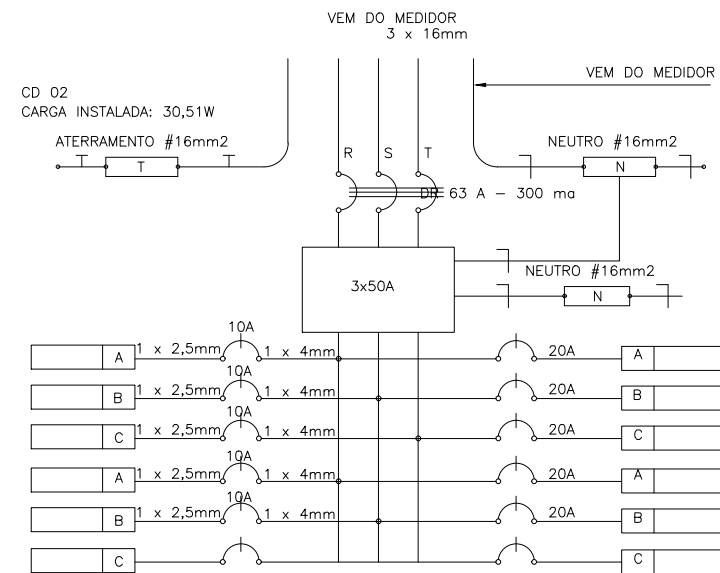 VEM DO MEDIDOR
3 x 16mm
VEM DO MEDIDOR
CD 02
CARGA INSTALADA: 30,51W
ATERRAMENTO #16mm2
NEUTRO #16mm2
R S T
T
N
DR 63 A - 300 ma
3x50A
NEUTRO #16mm2
N
10A
A 1 x 2,5mm 1 x 4mm 20A A
10A
B 1 x 2,5mm 1 x 4mm 20A B
10A
C 1 x 2,5mm 1 x 4mm 20A C
10A
A 1 x 2,5mm 1 x 4mm 20A A
10A
B 1 x 2,5mm 1 x 4mm 20A B
C C